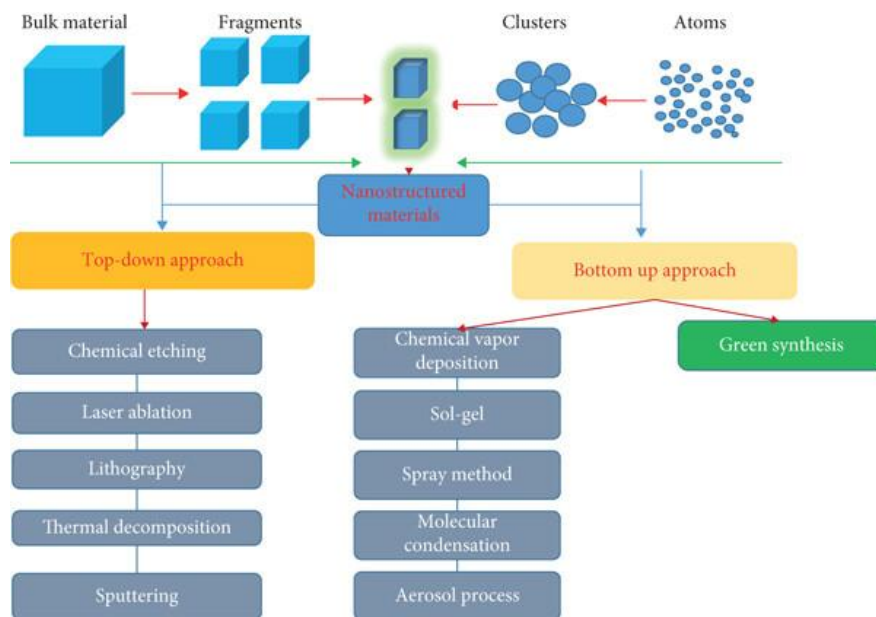 Bulk material
Fragments
Clusters
Atoms
Nanostructured
materials
Top-down approach
Bottom up approach
Chemical etching
Laser ablation
Lithography
Thermal decomposition
Sputtering
Chemical vapor
deposition
Sol-gel
Spray method
Molecular
condensation
Aerosol process
Green synthesis